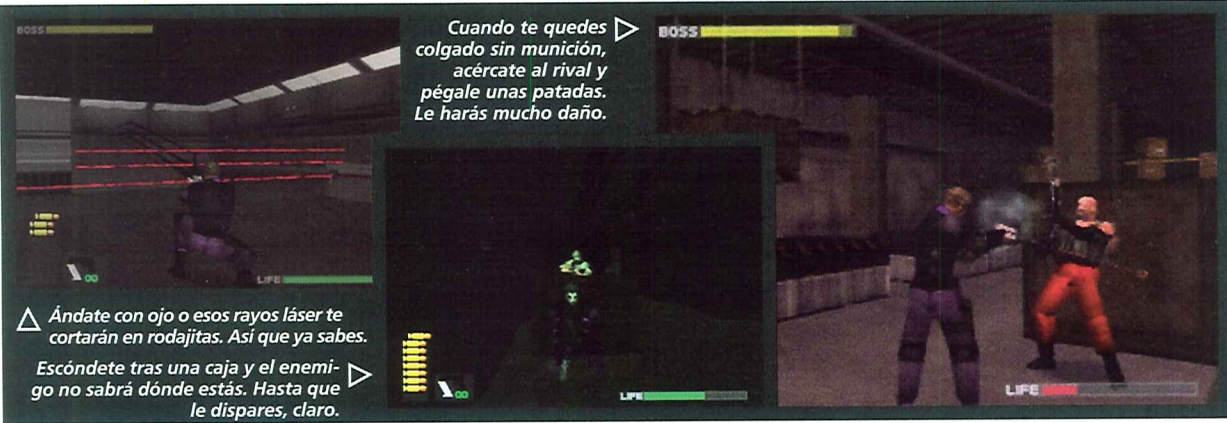 BOSS
LIFE
Cuando te quedes
colgado sin munición,
acércate al rival y
pégale unas patadas.
Le harás mucho daño.
BOSS
LIFE
Ándate con ojo o esos rayos láser te
cortarán en rodajitas. Así que ya sabes.
Escóndete tras una caja y el enemi-
go no sabrá dónde estás. Hasta que
le dispares, claro.
LIFE